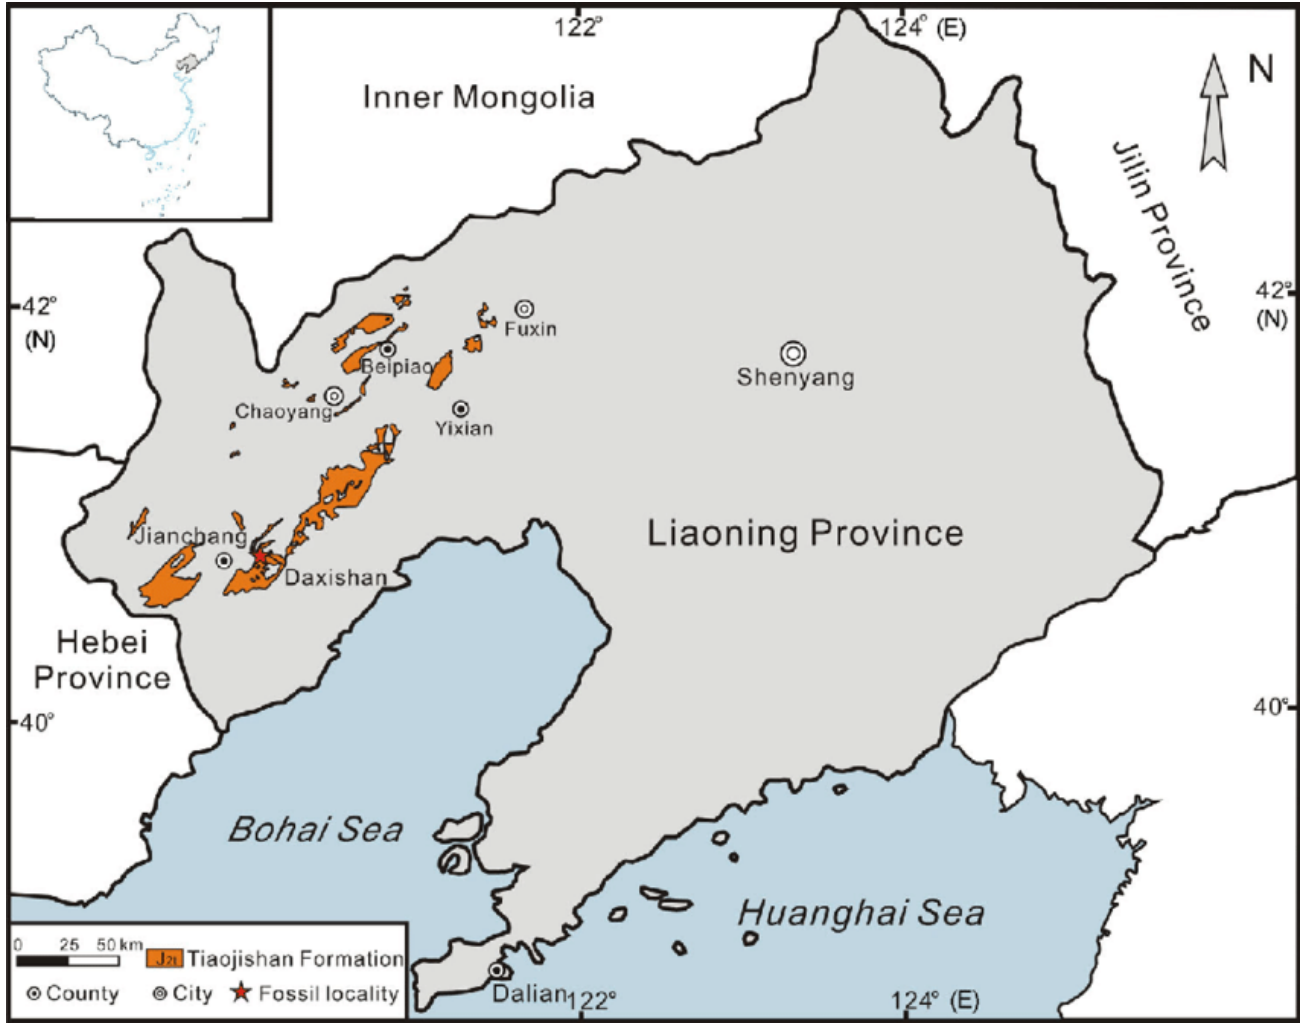 122°
124° (E)
Inner Mongolia
N
Jilin Province
42°
(N)
42°
(N)
Fuxin
Beipiao
Shenyang
Chaoyang
Yixian
Jianchang
Liaoning Province
Daxishan
Hebei
Province
40°
40°
Bohai Sea
Huanghai Sea
0 25 50 km
J2t Tiaojishan Formation
County City Fossil locality
Dalian
122°
124° (E)